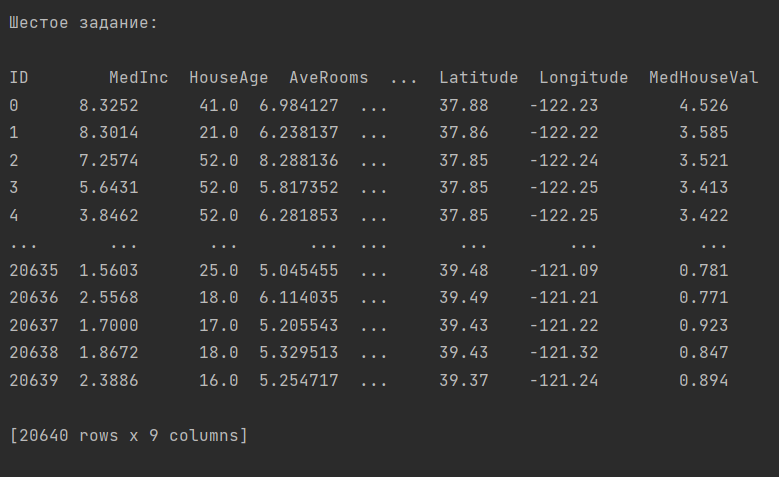 Шестое задание:
ID MedInc HouseAge AveRooms ... Latitude Longitude MedHouseVal
0 8.3252 41.0 6.984127 ... 37.88 -122.23 4.526
1 8.3014 21.0 6.238137 ... 37.86 -122.22 3.585
2 7.2574 52.0 8.288136 ... 37.85 -122.24 3.521
3 5.6431 52.0 5.817352 ... 37.85 -122.25 3.413
4 3.8462 52.0 6.281853 ... 37.85 -122.25 3.422
... ... ... ... ... ... ... ...
20635 1.5603 25.0 5.045455 ... 39.48 -121.09 0.781
20636 2.5568 18.0 6.114035 ... 39.49 -121.21 0.771
20637 1.7000 17.0 5.205543 ... 39.43 -121.22 0.923
20638 1.8672 18.0 5.329513 ... 39.43 -121.32 0.847
20639 2.3886 16.0 5.254717 ... 39.37 -121.24 0.894
[20640 rows x 9 columns]